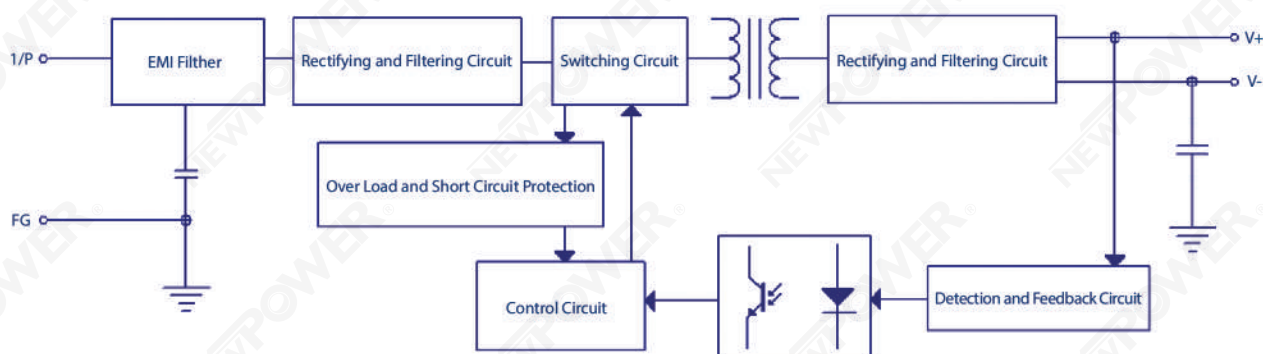 1/P
EMI Filther
Rectifying and Filtering Circuit
Switching Circuit
Rectifying and Filtering Circuit
V+
V-
Over Load and Short Circuit Protection
FG
Control Circuit
Detection and Feedback Circuit
NEWPOWER®